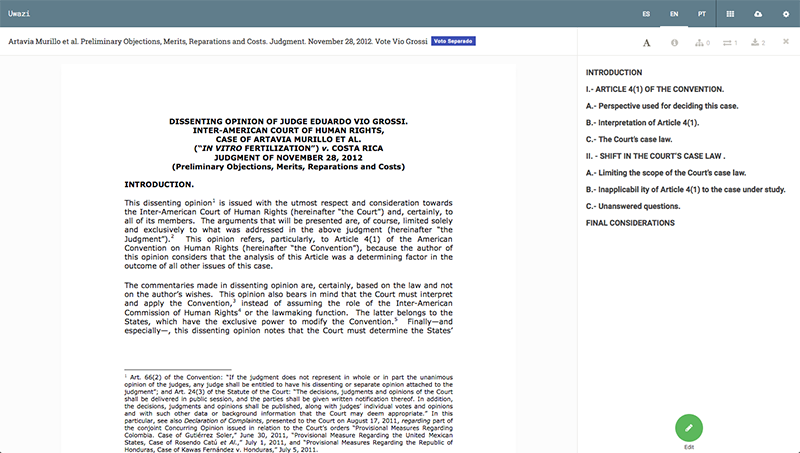 Uwazi
ES EN PT
Artavia Murillo et al. Preliminary Objections, Merits, Reparations and Costs. Judgment. November 28, 2012. Vote Vio Grossi Voto Separado
A 0 1 2
DISSENTING OPINION OF JUDGE EDUARDO VIO GROSSI.
INTER-AMERICAN COURT OF HUMAN RIGHTS,
CASE OF ARTAVIA MURILLO ET AL.
(“IN VITRO FERTILIZATION”) v. COSTA RICA
JUDGMENT OF NOVEMBER 28, 2012
(Preliminary Objections, Merits, Reparations and Costs)
INTRODUCTION.
This dissenting opinion1 is issued with the utmost respect and consideration towards
the Inter-American Court of Human Rights (hereinafter “the Court”) and, certainly, to
all of its members. The arguments that will be presented are, of course, limited solely
and exclusively to what was addressed in the above judgment (hereinafter “the
Judgment”).2 This opinion refers, particularly, to Article 4(1) of the American
Convention on Human Rights (hereinafter “the Convention”), because the author of
this opinion considers that the analysis of this Article was a determining factor in the
outcome of all other issues of this case.
The commentaries made in dissenting opinion are, certainly, based on the law and not
on the author’s wishes. This opinion also bears in mind that the Court must interpret
and apply the Convention,3 instead of assuming the role of the Inter-American
Commission of Human Rights4 or the lawmaking function. The latter belongs to the
States, which have the exclusive power to modify the Convention.5 Finally—and
especially—, this dissenting opinion notes that the Court must determine the States’
1 Art. 66(2) of the Convention: “If the judgment does not represent in whole or in part the unanimous
opinion of the judges, any judge shall be entitled to have his dissenting or separate opinion attached to the
judgment”; and Art. 24(3) of the Statute of the Court: “The decisions, judgments and opinions of the Court
shall be delivered in public session, and the parties shall be given written notification thereof. In addition,
the decisions, judgments and opinions shall be published, along with judges’ individual votes and opinions
and with such other data or background information that the Court may deem appropriate.” In this
particular, see also Declaration of Complaints, presented to the Court on August 17, 2011, regarding part of
the conjoint Concurring Opinion issued in relation to the Court’s orders “Provisional Measures Regarding
Colombia. Case of Gutiérrez Soler,” June 30, 2011, “Provisional Measure Regarding the United Mexican
States, Case of Rosendo Catú et Al.,” July 1, 2011, and “Provisional Measures Regarding the Republic of
Honduras, Case of Kawas Fernández v. Honduras,” July 5, 2011.
INTRODUCTION
I.- ARTICLE 4(1) OF THE CONVENTION.
A.- Perspective used for deciding this case.
B.- Interpretation of Article 4(1).
C.- The Court’s case law.
II. - SHIFT IN THE COURT’S CASE LAW .
A.- Limiting the scope of the Court’s case law.
B.- Inapplicabil ity of Article 4(1) to the case under study.
C.- Unanswered questions.
FINAL CONSIDERATIONS
Edit